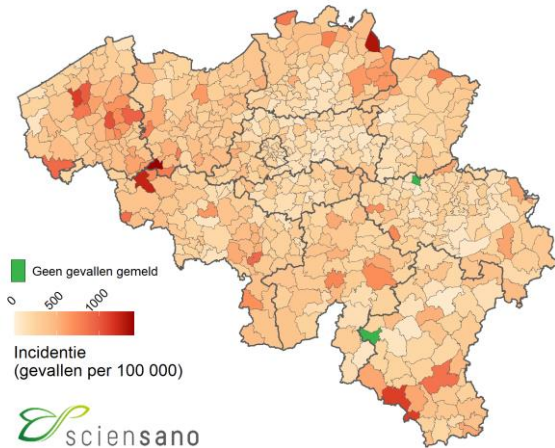 Geen gevallen gemeld
0 500 1000
Incidentie
(gevallen per 100 000)
sciensano